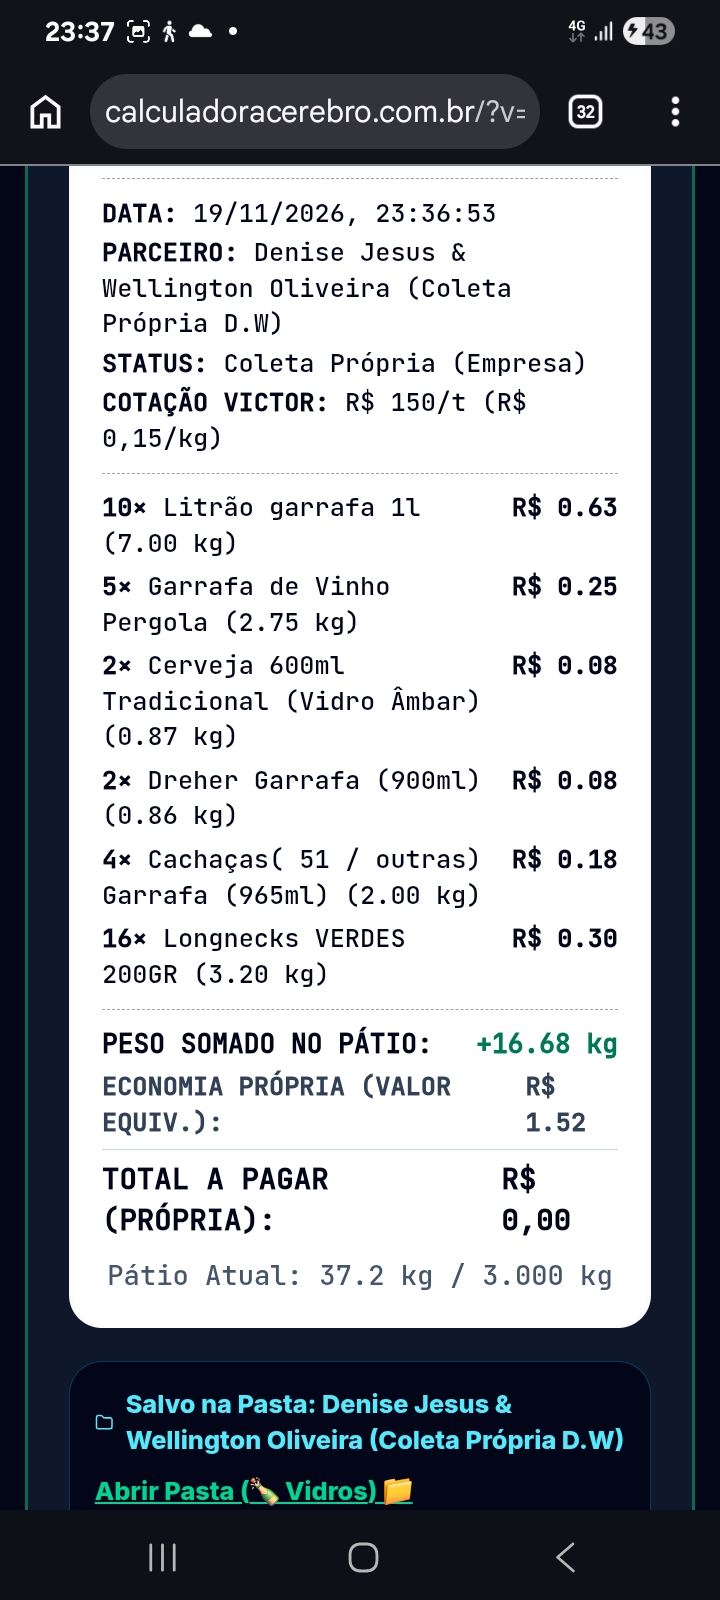 23:37
4G
43
calculadoracerebro.com.br/?v=
32
DATA: 19/11/2026, 23:36:53
PARCEIRO: Denise Jesus &
Wellington Oliveira (Coleta
Própria D.W)
STATUS: Coleta Própria (Empresa)
COTAÇÃO VICTOR: R$ 150/t (R$
0,15/kg)
10× Litrão garrafa 1l R$ 0.63
(7.00 kg)
5× Garrafa de Vinho R$ 0.25
Pergola (2.75 kg)
2× Cerveja 600ml R$ 0.08
Tradicional (Vidro Âmbar)
(0.87 kg)
2× Dreher Garrafa (900ml) R$ 0.08
(0.86 kg)
4× Cachaças( 51 / outras) R$ 0.18
Garrafa (965ml) (2.00 kg)
16× Longnecks VERDES R$ 0.30
200GR (3.20 kg)
PESO SOMADO NO PÁTIO: +16.68 kg
ECONOMIA PRÓPRIA (VALOR R$
EQUIV.): 1.52
TOTAL A PAGAR R$
(PRÓPRIA): 0,00
Pátio Atual: 37.2 kg / 3.000 kg
Salvo na Pasta: Denise Jesus &
Wellington Oliveira (Coleta Própria D.W)
Abrir Pasta (🍾 Vidros) 📁